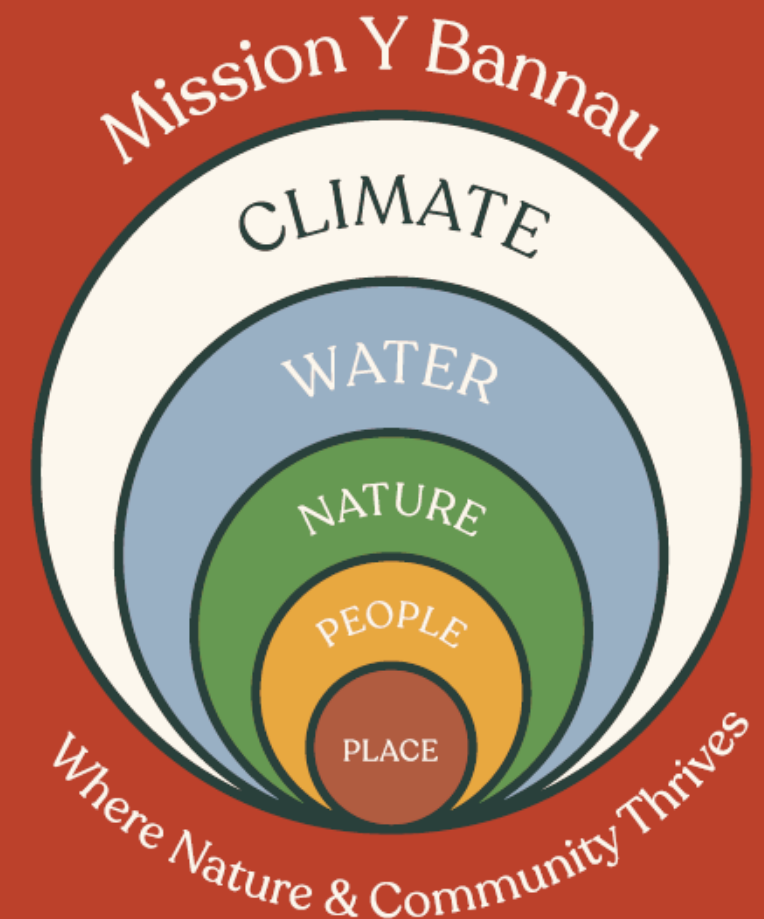 Mission Y Bannau
CLIMATE
WATER
NATURE
PEOPLE
PLACE
Where Nature & Community Thrives